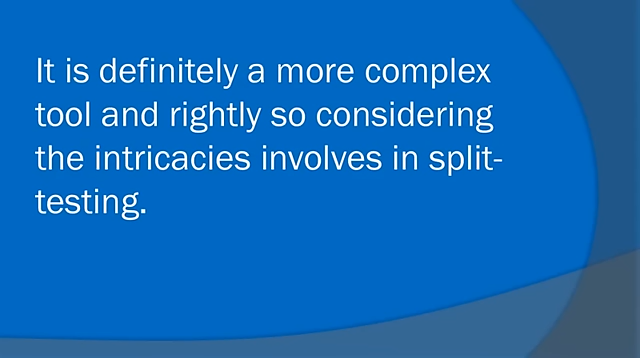 It is definitely a more complex
tool and rightly so considering
the intricacies involves in split-
testing.